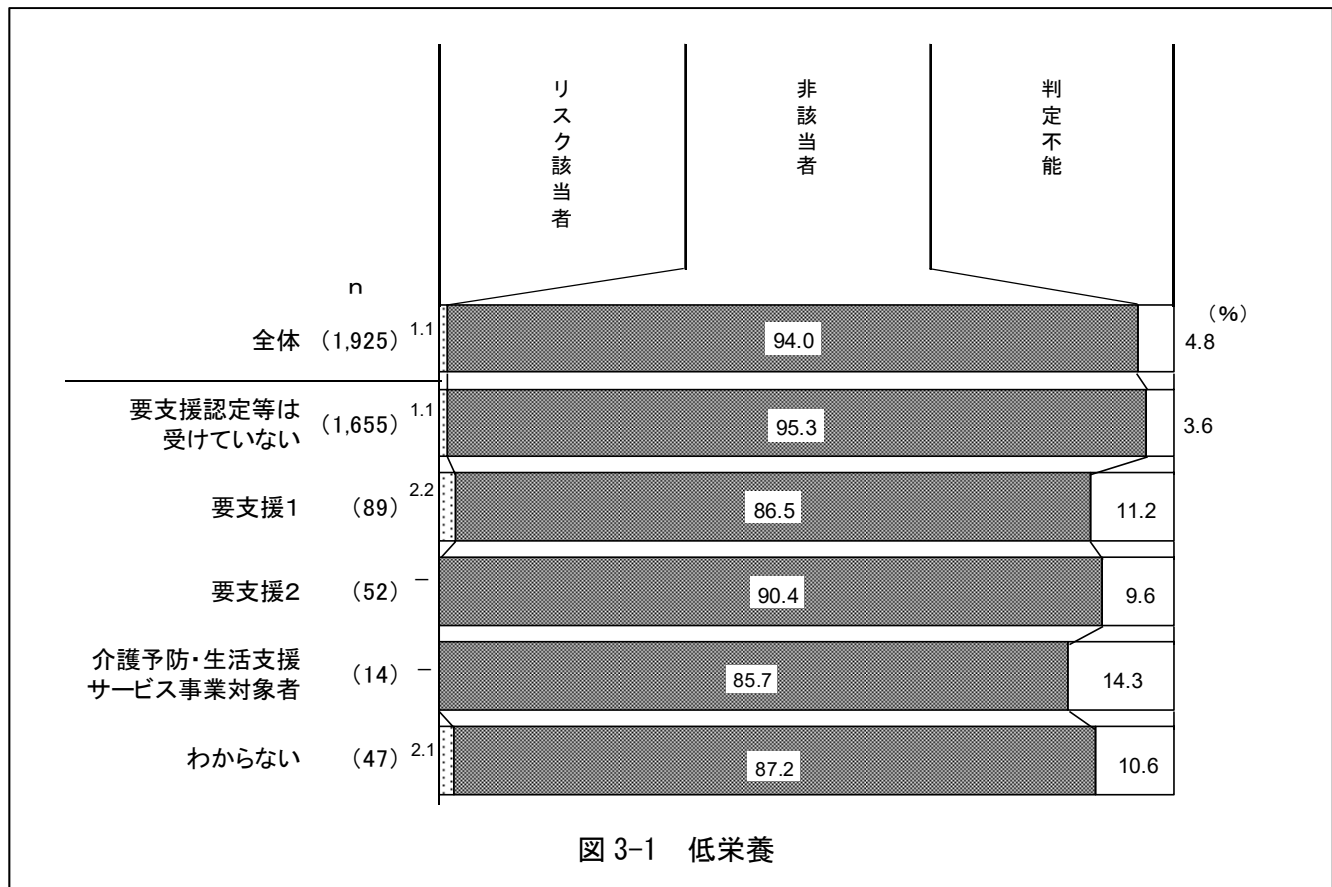 リスク該当者
非該当者
判定不能
n
(%)
全体 (1,925) 1.1 94.0 4.8
要支援認定等は
受けていない (1,655) 1.1 95.3 3.6
要支援1 (89) 2.2 86.5 11.2
要支援2 (52) － 90.4 9.6
介護予防・生活支援
サービス事業対象者 (14) － 85.7 14.3
わからない (47) 2.1 87.2 10.6
図 3-1 低栄養